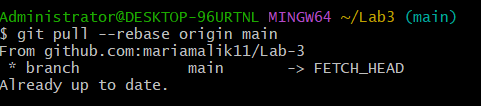 Administrator@DESKTOP-96URTNL MINGW64 ~/Lab3 (main)
$ git pull --rebase origin main
From github.com:mariamalik11/Lab-3
 * branch            main       -> FETCH_HEAD
Already up to date.